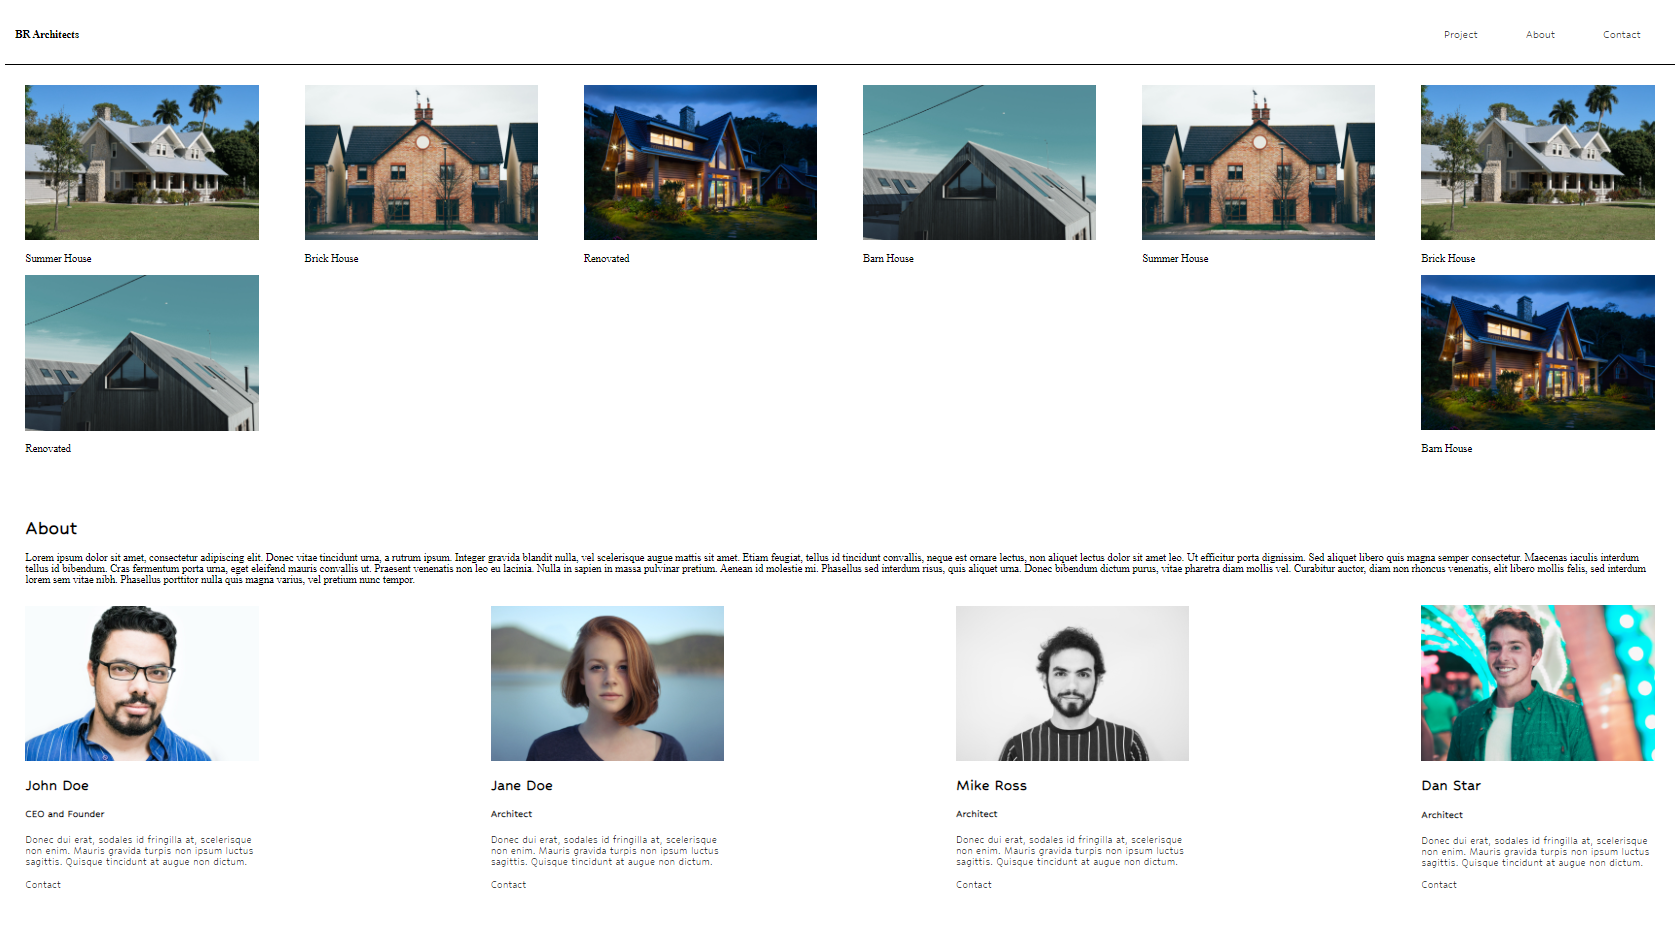 BR Architects
Project About Contact
Summer House
Brick House
Renovated
Barn House
Summer House
Brick House
Renovated
Barn House
About
Lorem ipsum dolor sit amet, consectetur adipiscing elit. Donec vitae tincidunt urna, a rutrum ipsum. Integer gravida blandit nulla, vel scelerisque augue mattis sit amet. Etiam feugiat, tellus id tincidunt convallis, neque est ornare lectus, non aliquet lectus dolor sit amet leo. Ut efficitur porta dignissim. Sed aliquet libero quis magna semper consectetur. Maecenas iaculis interdum
tellus id bibendum. Cras fermentum porta urna, eget eleifend mauris convallis ut. Praesent venenatis non leo eu lacinia. Nulla in sapien in massa pulvinar pretium. Aenean id molestie mi. Phasellus sed interdum risus, quis aliquet urna. Donec bibendum dictum purus, vitae pharetra diam mollis vel. Curabitur auctor, diam non rhoncus venenatis, elit libero mollis felis, sed interdum
lorem sem vitae nibh. Phasellus porttitor nulla quis magna varius, vel pretium nunc tempor.
John Doe
CEO and Founder
Donec dui erat, sodales id fringilla at, scelerisque
non enim. Mauris gravida turpis non ipsum luctus
sagittis. Quisque tincidunt at augue non dictum.
Contact
Jane Doe
Architect
Donec dui erat, sodales id fringilla at, scelerisque
non enim. Mauris gravida turpis non ipsum luctus
sagittis. Quisque tincidunt at augue non dictum.
Contact
Mike Ross
Architect
Donec dui erat, sodales id fringilla at, scelerisque
non enim. Mauris gravida turpis non ipsum luctus
sagittis. Quisque tincidunt at augue non dictum.
Contact
Dan Star
Architect
Donec dui erat, sodales id fringilla at, scelerisque
non enim. Mauris gravida turpis non ipsum luctus
sagittis. Quisque tincidunt at augue non dictum.
Contact